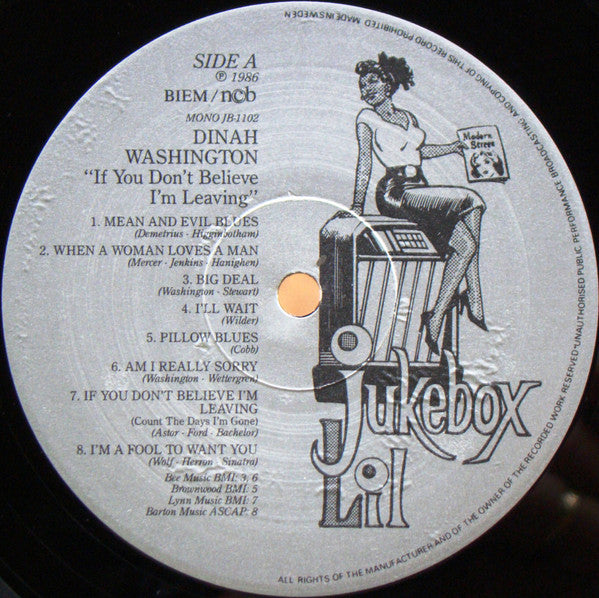 SIDE A
℗ 1986
BIEM / ncb
MONO JB-1102
DINAH
WASHINGTON
"If You Don't Believe
I'm Leaving"
1. MEAN AND EVIL BLUES
(Demetrius - Higginbotham)
2. WHEN A WOMAN LOVES A MAN
(Mercer - Jenkins - Hanighen)
3. BIG DEAL
(Washington - Stewart)
4. I'LL WAIT
(Wilder)
5. PILLOW BLUES
(Cobb)
6. AM I REALLY SORRY
(Washington - Wettergren)
7. IF YOU DON'T BELIEVE I'M
LEAVING
(Count The Days I'm Gone)
(Astor - Ford - Bachelor)
8. I'M A FOOL TO WANT YOU
(Wolf - Herron - Sinatra)
Bee Music BMI: 3, 6
Brownwood BMI: 5
Lynn Music BMI: 7
Barton Music ASCAP: 8
Modern
Screen
Jukebox
Lil
ALL RIGHTS OF THE MANUFACTURER AND OF THE OWNER OF THE RECORDED WORK RESERVED·UNAUTHORISED PUBLIC PERFORMANCE BROADCASTING AND COPYING OF THIS RECORD PROHIBITED MADE IN SWEDEN